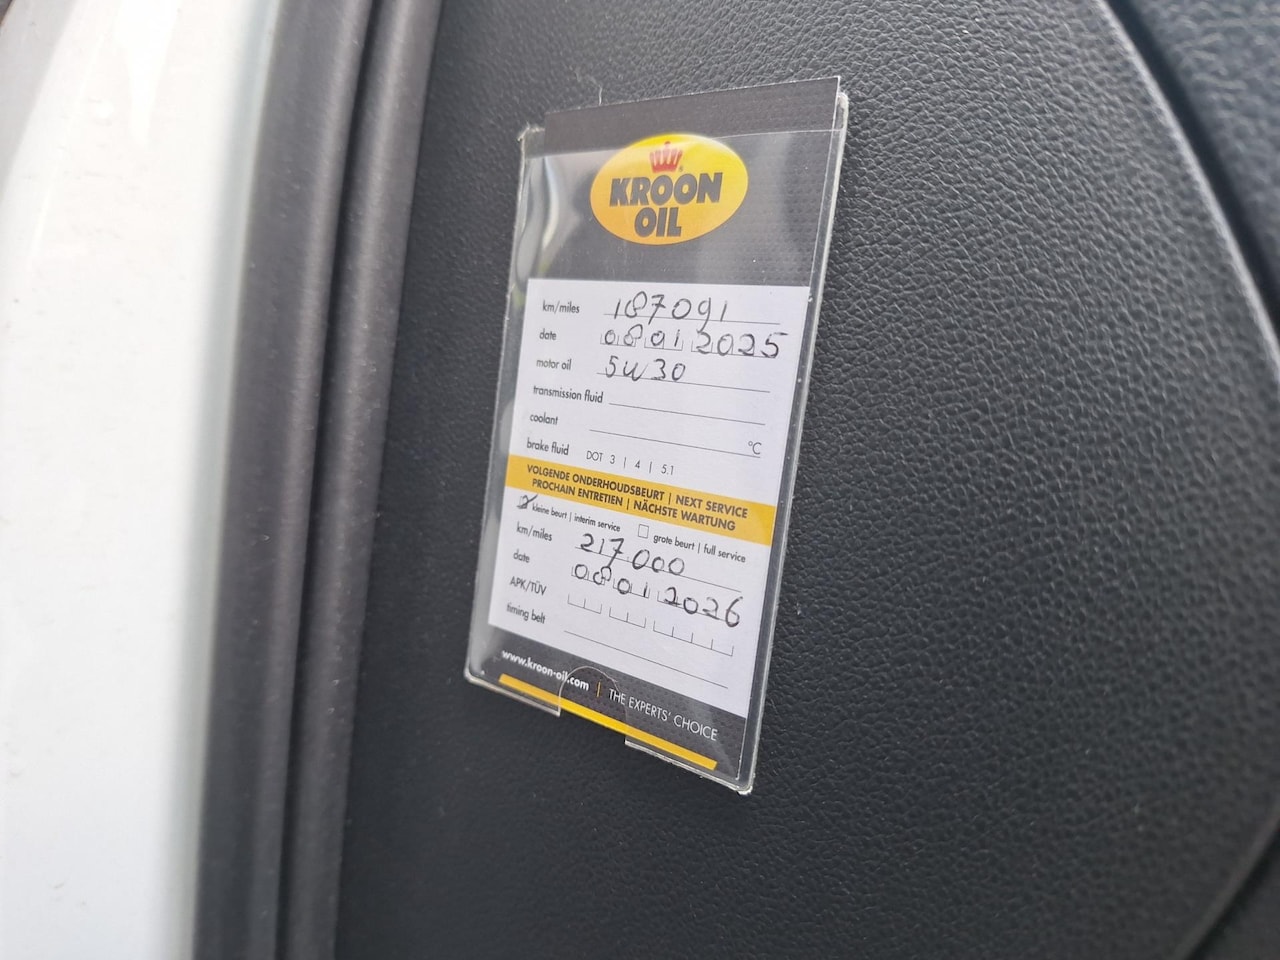 KROON
OIL
km/miles 187091
date 08 01 2025
motor oil 5W30
transmission fluid
coolant °C
brake fluid DOT 3 | 4 | 5.1
VOLGENDE ONDERHOUDSBEURT | NEXT SERVICE
PROCHAIN ENTRETIEN | NÄCHSTE WARTUNG
kleine beurt | interim service grote beurt | full service
km/miles 217000
date 08 01 2026
APK/TÜV
timing belt
www.kroon-oil.com | THE EXPERTS' CHOICE